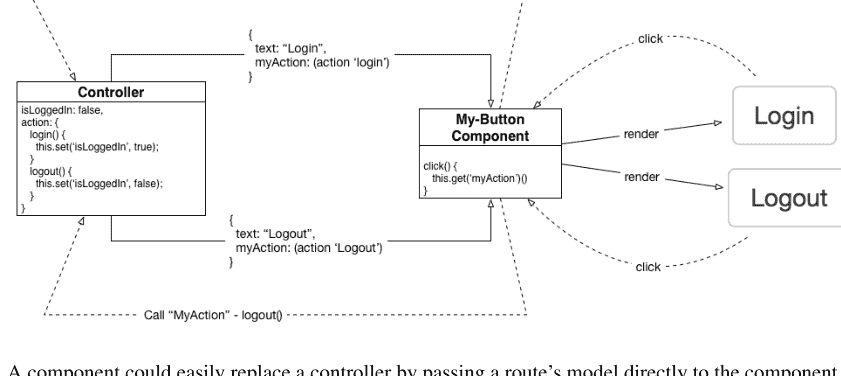 {
text: “Login”,
myAction: (action ‘login’)
}
click
Controller
isLoggedIn: false,
action: {
login() {
this.set(‘isLoggedIn’, true);
}
logout() {
this.set(‘isLoggedIn’, false);
}
}
My-Button
Component
click() {
this.get(‘myAction’)()
}
render
Login
render
Logout
{
text: “Logout”,
myAction: (action ‘Logout’)
}
click
Call “MyAction” - logout()
A component could easily replace a controller by passing a route’s model directly to the component